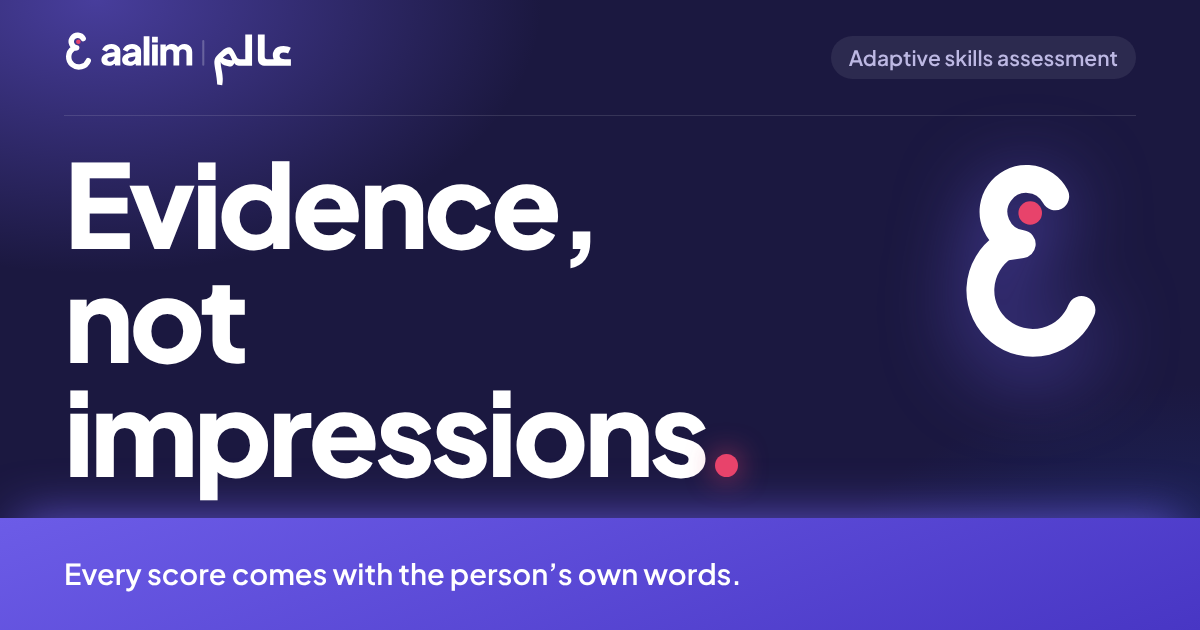 aalim | عالم
Adaptive skills assessment
Evidence,
not
impressions.
Every score comes with the person’s own words.